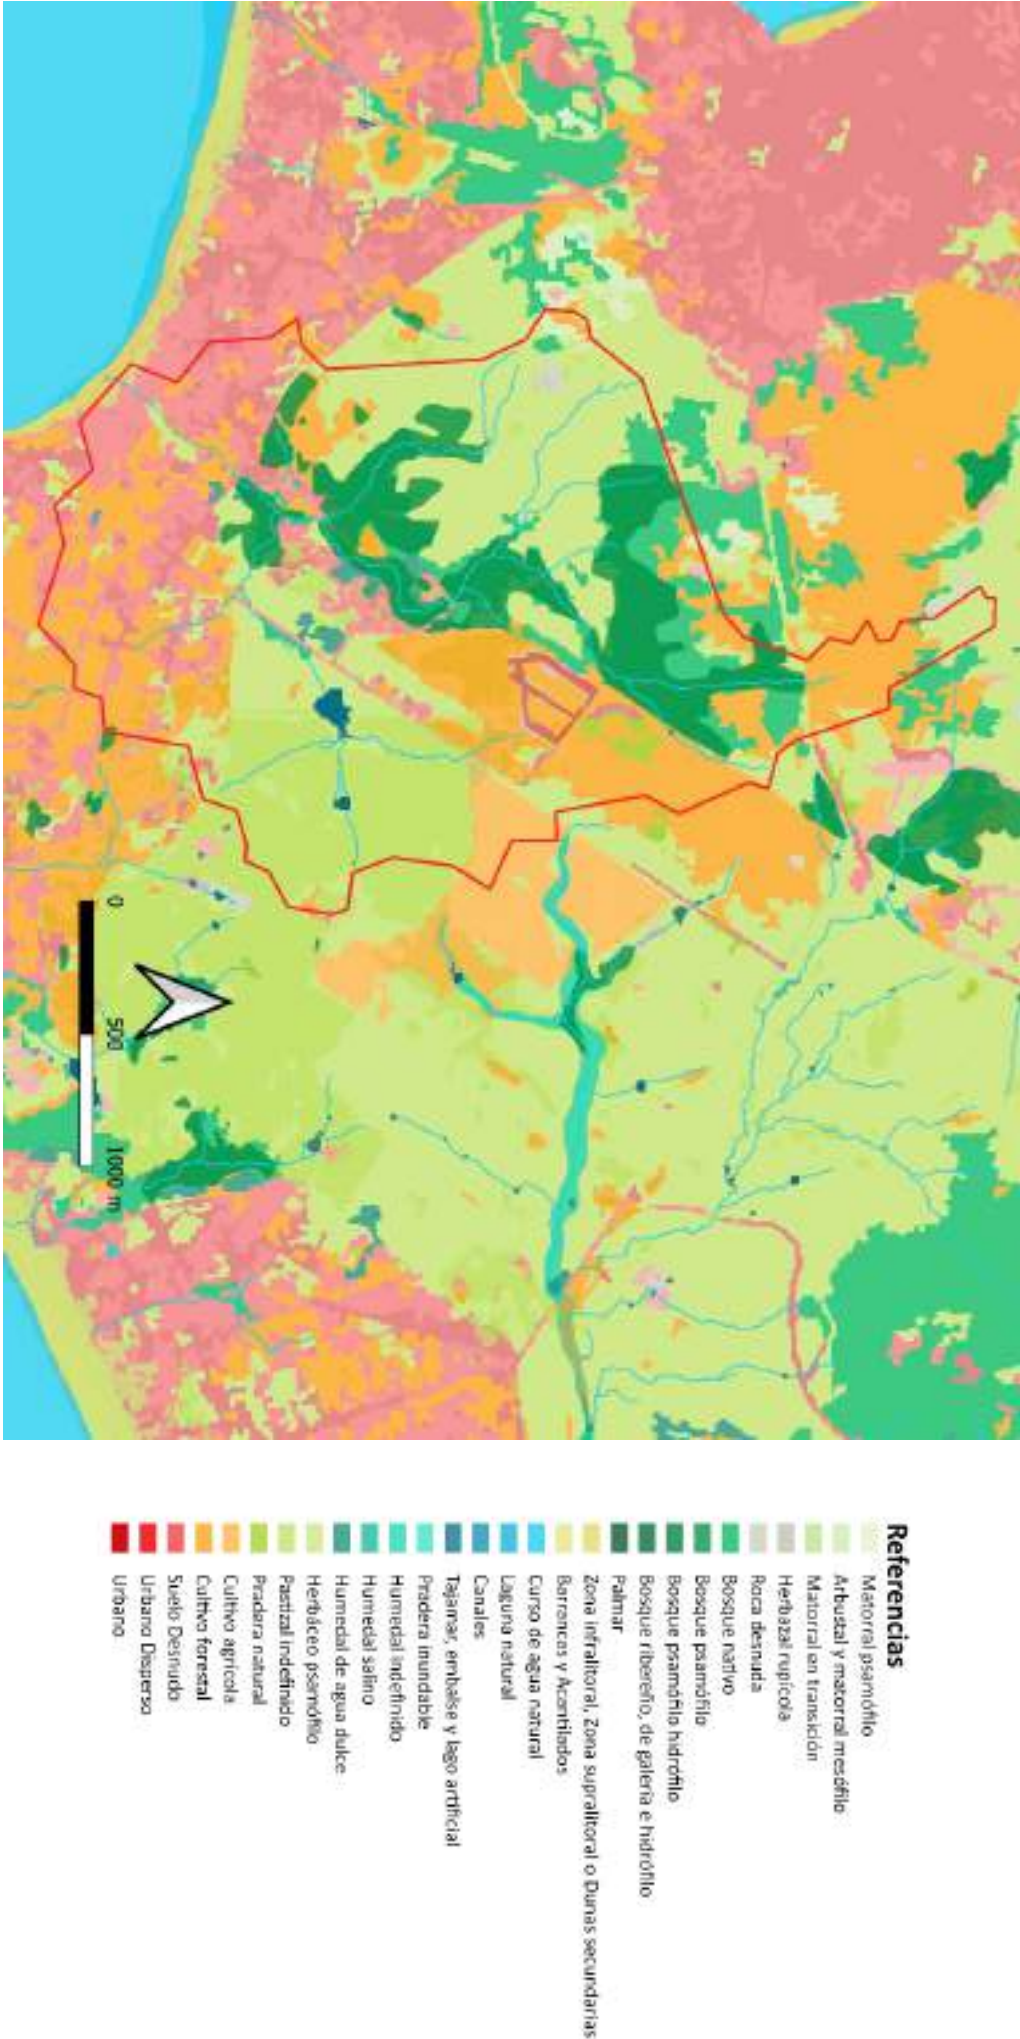 0 500 1000 m
Referencias
Matorral psamófilo
Arbustal y matorral mesófilo
Matorral en transición
Herbazal rupícola
Roca desnuda
Bosque nativo
Bosque psamófilo
Bosque psamófilo hidrófilo
Bosque ribereño, de galería e hidrófilo
Palmar
Zona infralitoral, Zona supralitoral o Dunas secundarias
Barrancas y Acantilados
Curso de agua natural
Laguna natural
Canales
Tajamar, embalse y lago artificial
Pradera inundable
Humedal indefinido
Humedal salino
Humedal de agua dulce
Herbáceo psamófilo
Pastizal indefinido
Pradera natural
Cultivo agrícola
Cultivo forestal
Suelo Desnudo
Urbano Disperso
Urbano